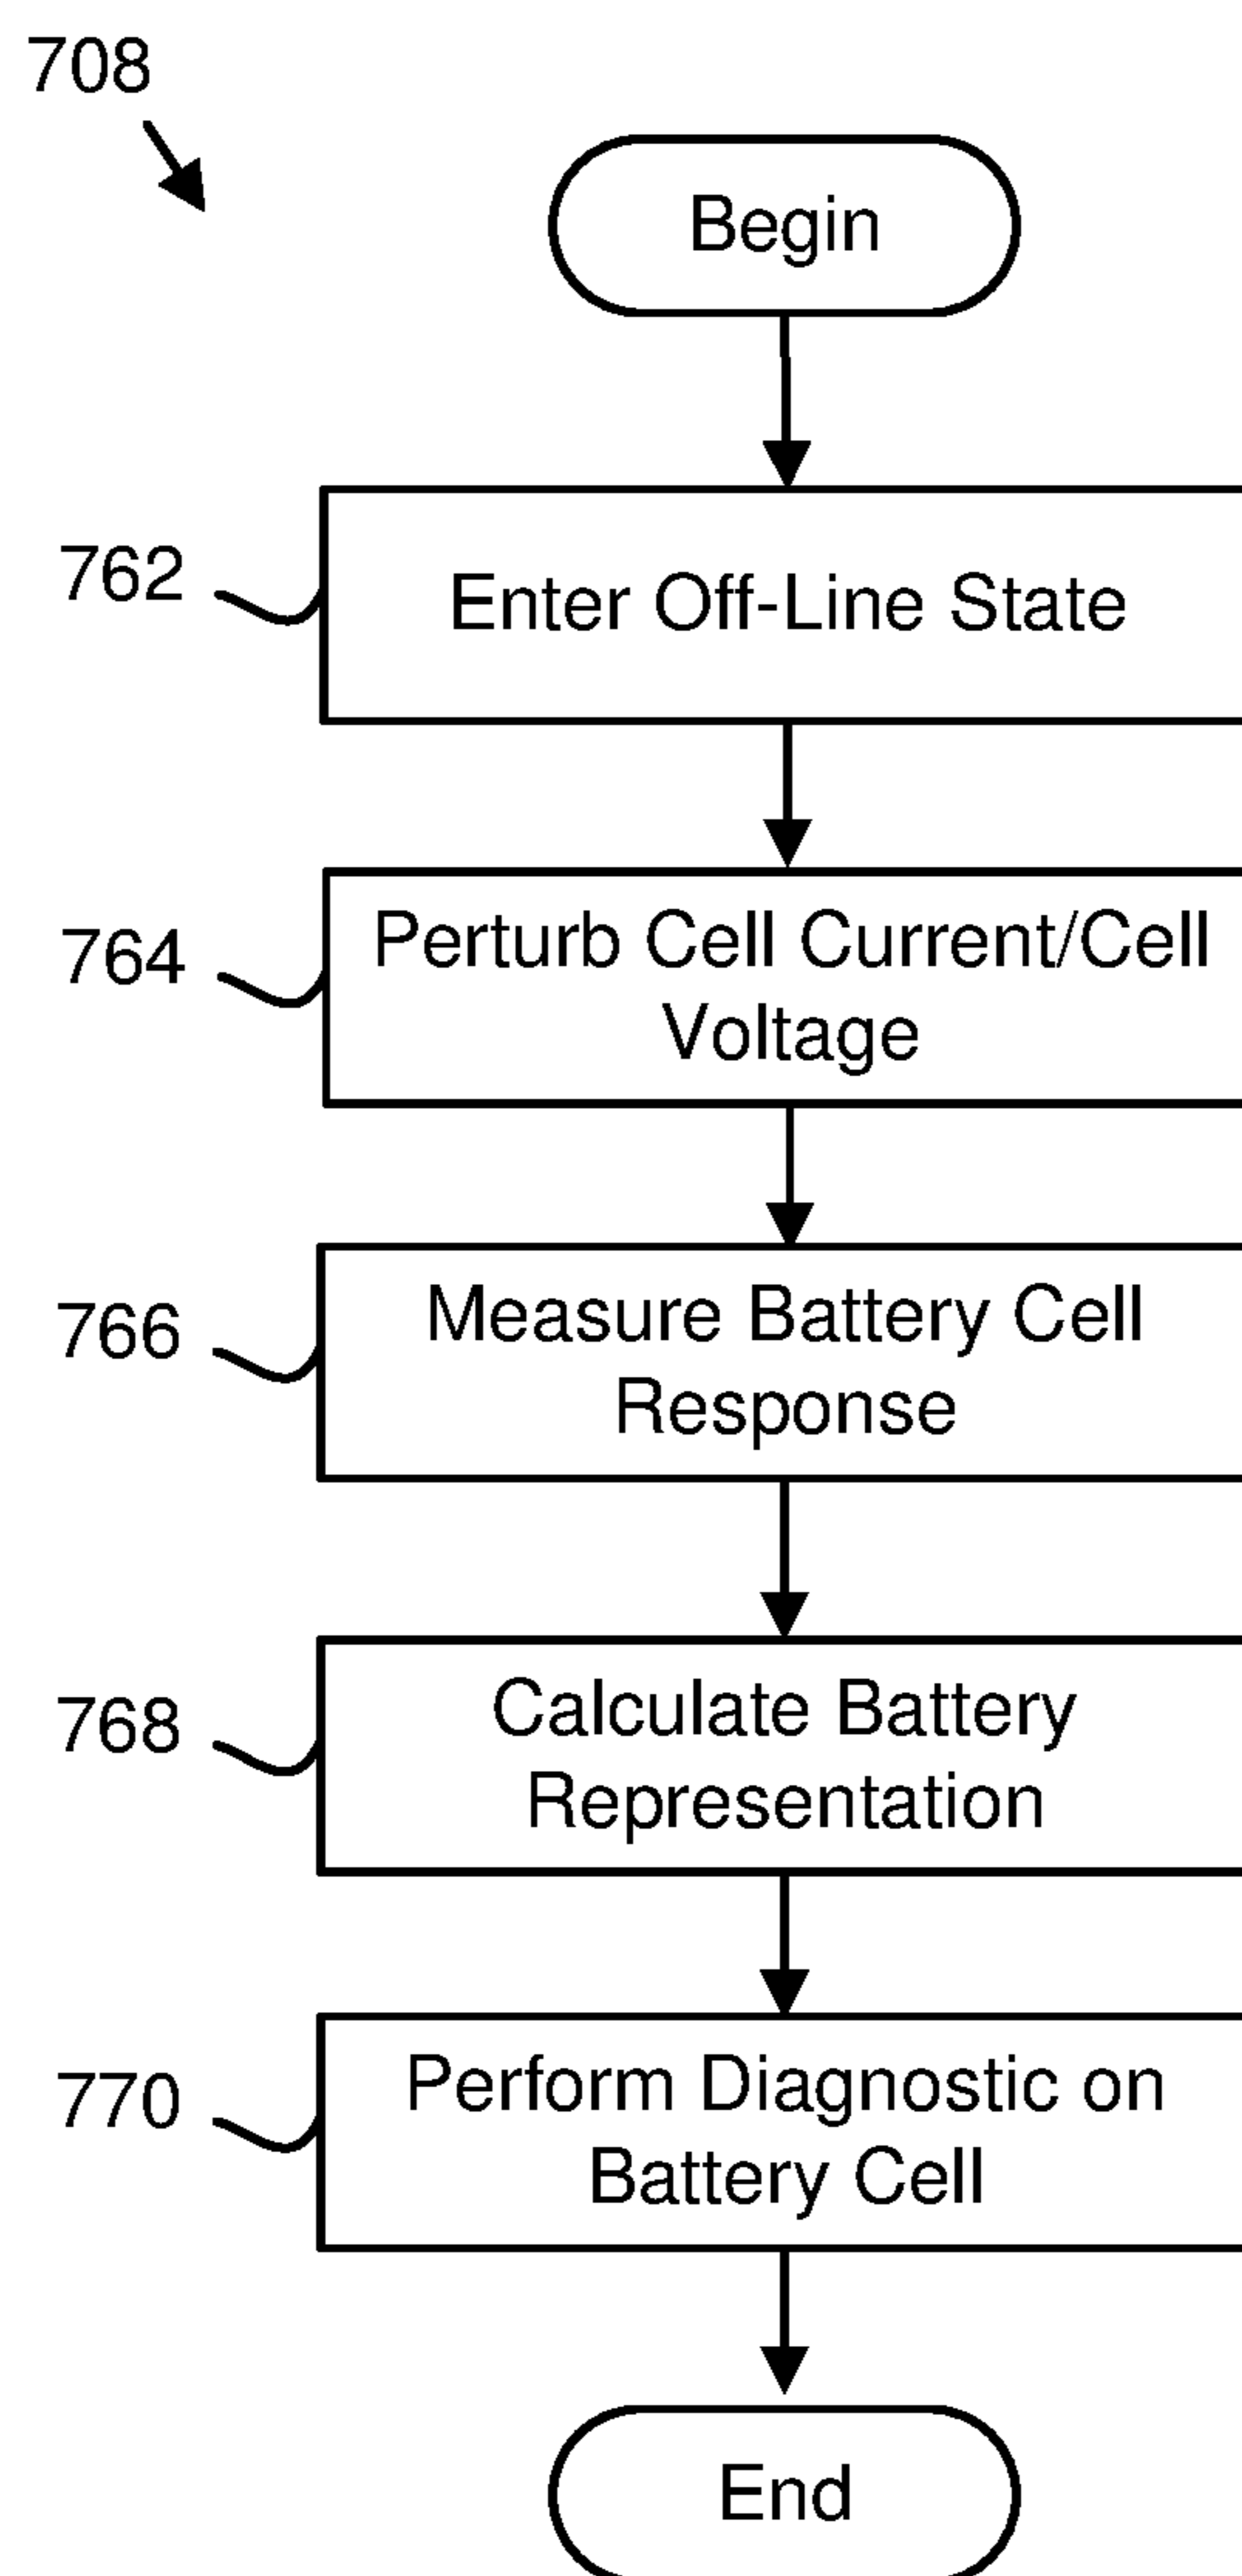 708
Begin
762
Enter Off-Line State
764
Perturb Cell Current/Cell
Voltage
766
Measure Battery Cell
Response
768
Calculate Battery
Representation
770
Perform Diagnostic on
Battery Cell
End